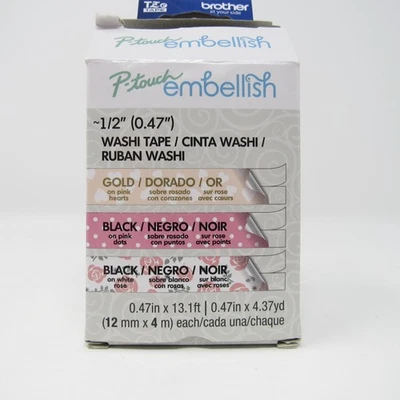 TZe
TAPE
brother
at your side
P-touch embellish
P-touch embellish
~1/2" (0.47")
WASHI TAPE / CINTA WASHI /
RUBAN WASHI
GOLD / DORADO / OR
on pink sobre rosado sur rose
hearts con corazones avec cœurs
BLACK / NEGRO / NOIR
on pink sobre rosado sur rose
dots con puntos avec points
BLACK / NEGRO / NOIR
on white sobre blanco sur blanc
rose con rosas avec roses
0.47in x 13.1ft | 0.47in x 4.37yd
(12 mm x 4 m) each/cada una/chaque